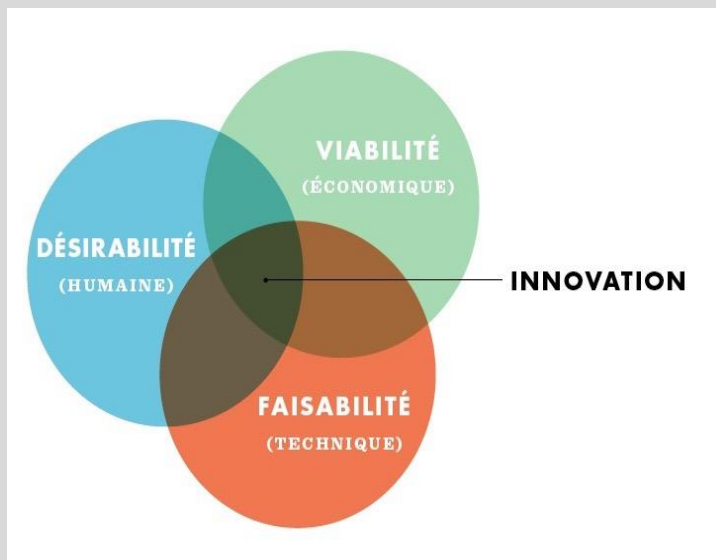 VIABILITÉ
(ÉCONOMIQUE)
DÉSIRABILITÉ
(HUMAINE)
INNOVATION
FAISABILITÉ
(TECHNIQUE)